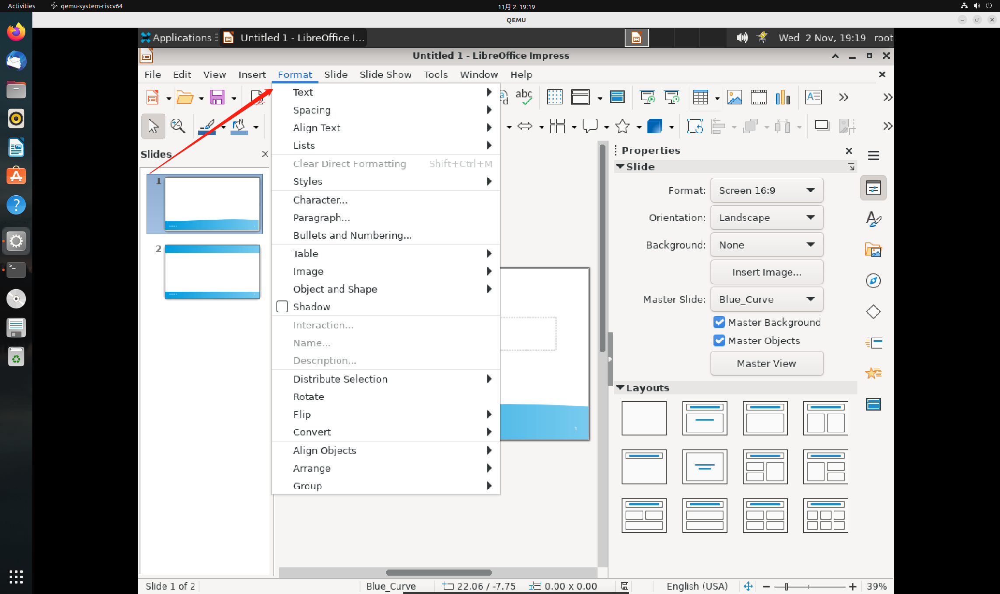 Activities qemu-system-riscv64 11月 2 19:19
QEMU
Applications Untitled 1 - LibreOffice I... Wed 2 Nov, 19:19 root
Untitled 1 - LibreOffice Impress
File Edit View Insert Format Slide Slide Show Tools Window Help
abc
Text
Spacing
Align Text
Lists
Clear Direct Formatting Shift+Ctrl+M
Styles
Character...
Paragraph...
Bullets and Numbering...
Table
Image
Object and Shape
Shadow
Interaction...
Name...
Description...
Distribute Selection
Rotate
Flip
Convert
Align Objects
Arrange
Group
Slides
1
2
1
Properties
Slide
Format: Screen 16:9
Orientation: Landscape
Background: None
Insert Image...
Master Slide: Blue_Curve
Master Background
Master Objects
Master View
Layouts
Slide 1 of 2 Blue_Curve 22.06 / -7.75 0.00 x 0.00 English (USA) 39%